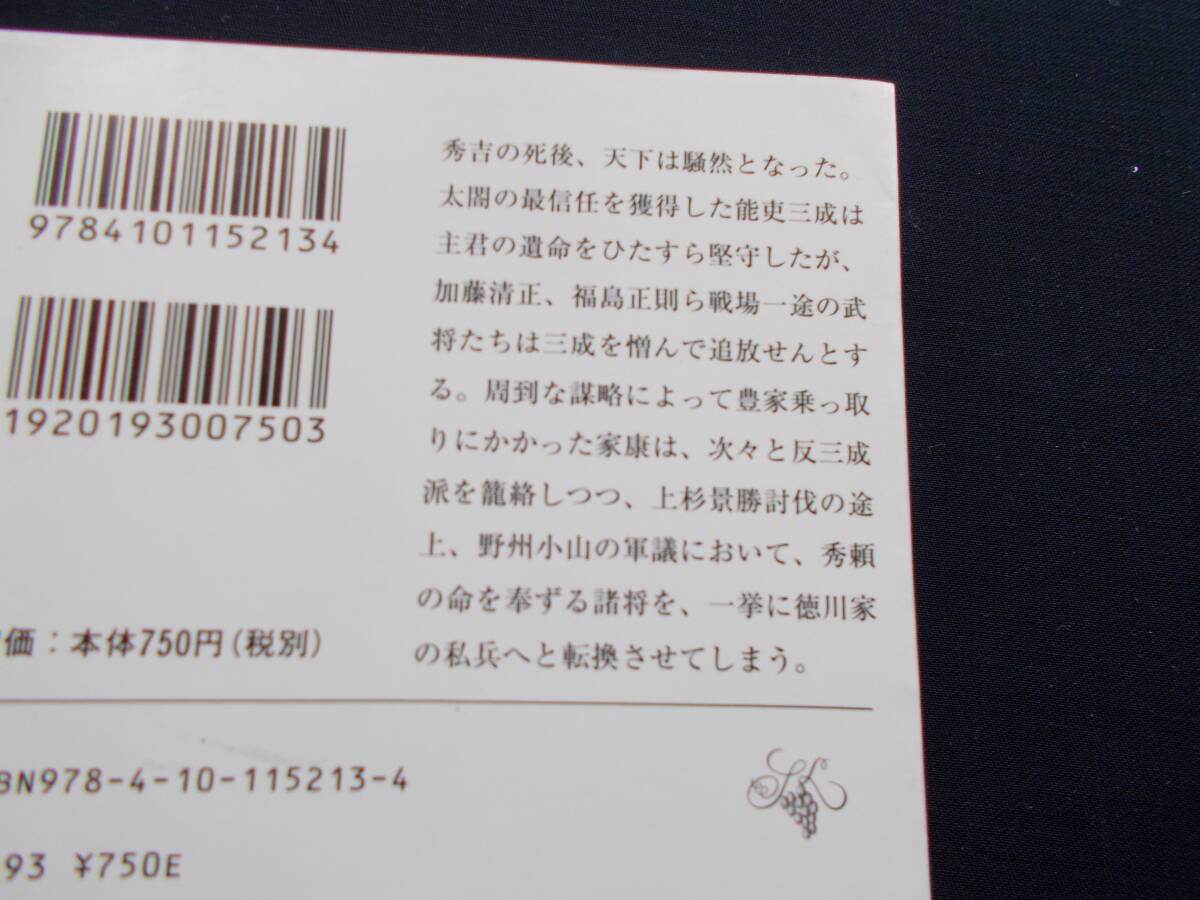 9784101152134
1920193007503
秀吉の死後、天下は騒然となった。
太閤の最信任を獲得した能吏三成は
主君の遺命をひたすら堅守したが、
加藤清正、福島正則ら戦場一途の武
将たちは三成を憎んで追放せんとす
る。周到な謀略によって豊家乗っ取
りにかかった家康は、次々と反三成
派を籠絡しつつ、上杉景勝討伐の途
上、野州小山の軍議において、秀頼
の命を奉ずる諸将を、一挙に徳川家
の私兵へと転換させてしまう。
価：本体750円(税別)
BN978-4-10-115213-4
93 ¥750E